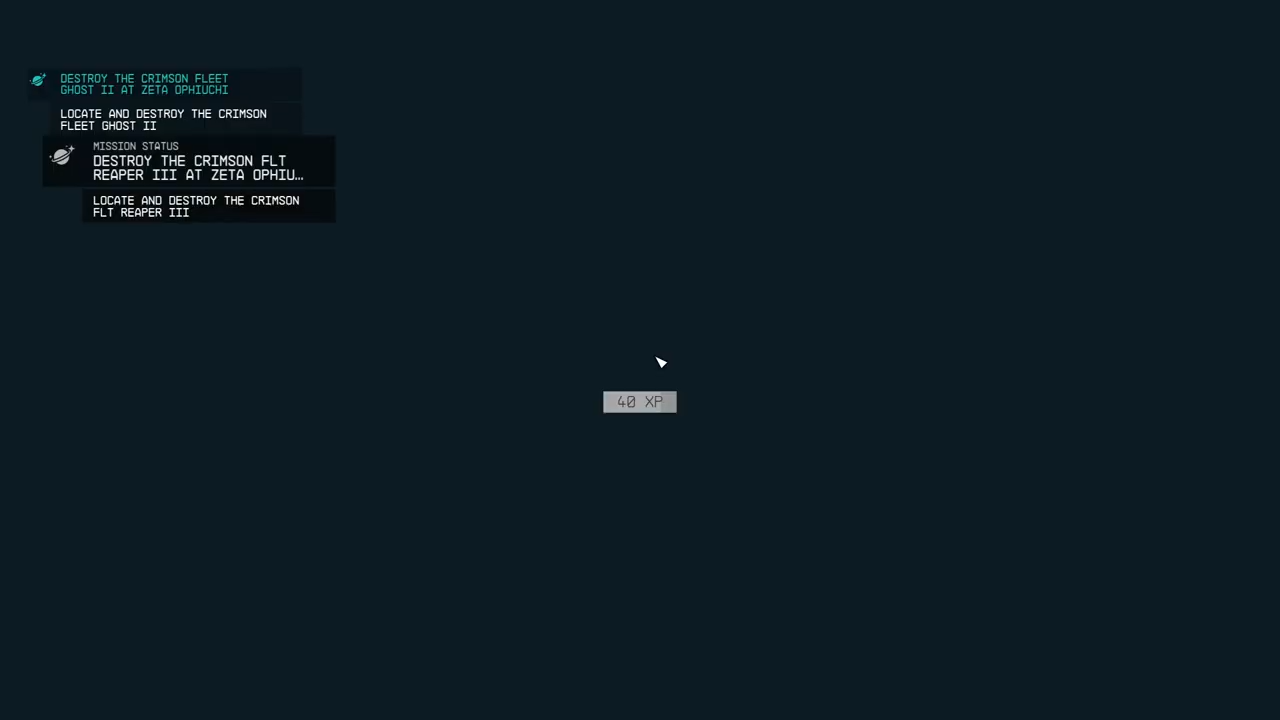 DESTROY THE CRIMSON FLEET
GHOST II AT ZETA OPHIUCHI
LOCATE AND DESTROY THE CRIMSON
FLEET GHOST II
MISSION STATUS
DESTROY THE CRIMSON FLT
REAPER III AT ZETA OPHIU...
LOCATE AND DESTROY THE CRIMSON
FLT REAPER III
40 XP